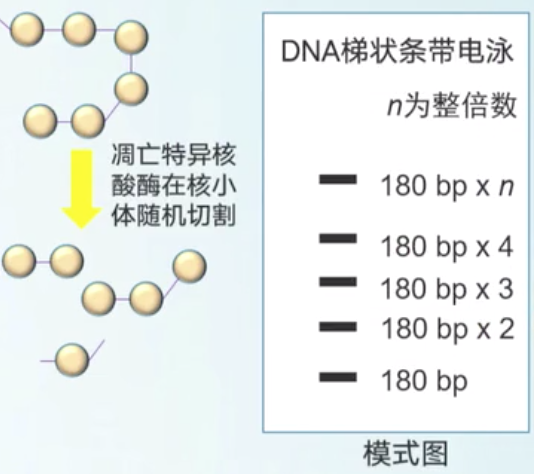 凋亡特异核
酸酶在核小
体随机切割
DNA梯状条带电泳
n为整倍数
180 bp x n
180 bp x 4
180 bp x 3
180 bp x 2
180 bp
模式图